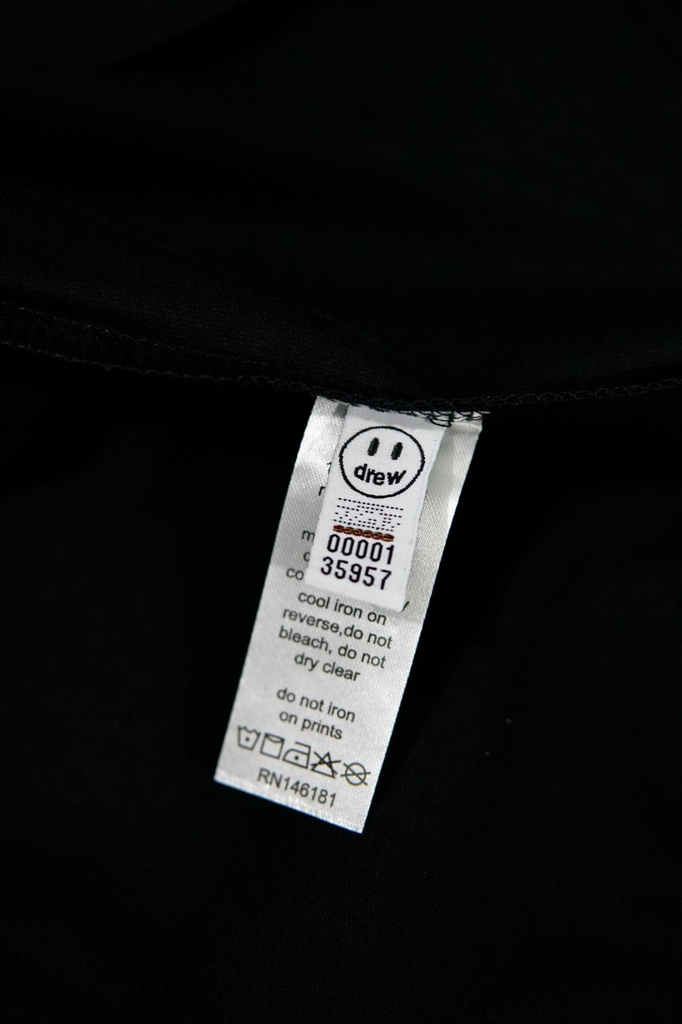 drew
00001
35957
cool iron on
reverse,do not
bleach, do not
dry clear
do not iron
on prints
RN146181